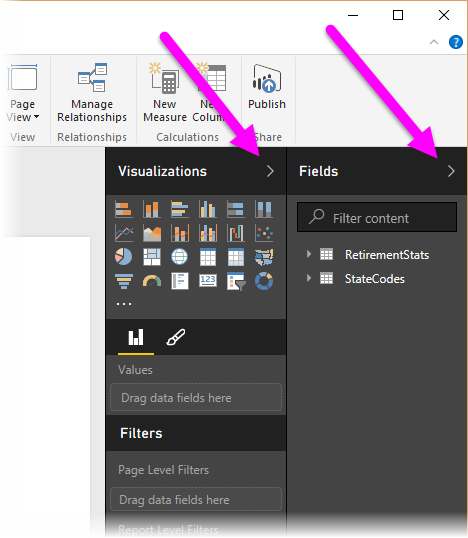 Page
View
Manage
Relationships
New
Measure
New
Colum
Publish
View
Relationships
Calculations
Share
Visualizations
Fields
Filter content
123
RetirementStats
StateCodes
Values
Drag data fields here
Filters
Page Level Filters
Drag data fields here
Report Level Filters